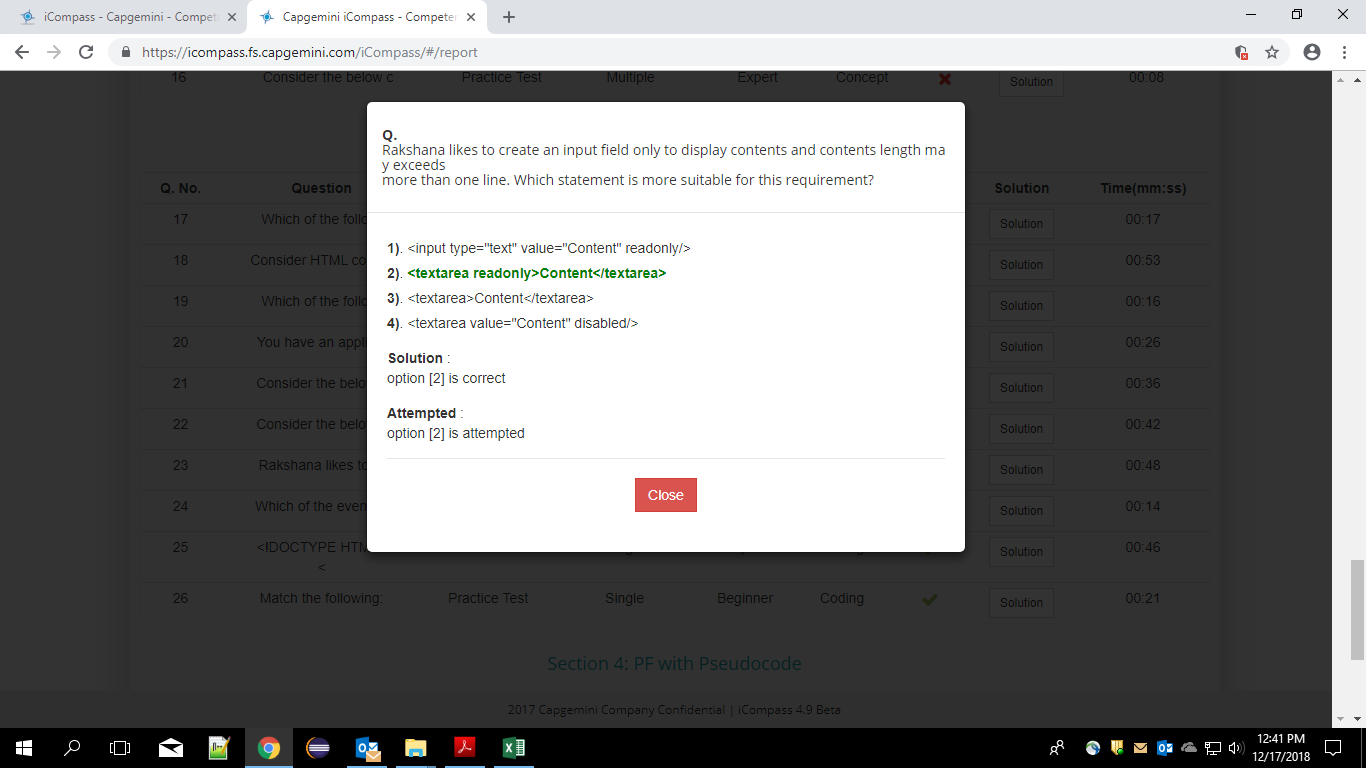 iCompass - Capgemini - Compet
Capgemini iCompass - Competen
https://icompass.fs.capgemini.com/iCompass/#/report
16 Consider the below c Practice Test Multiple Expert Concept Solution 00:08
Q.
Rakshana likes to create an input field only to display contents and contents length ma
y exceeds
more than one line. Which statement is more suitable for this requirement?
1). <input type="text" value="Content" readonly/>
2). <textarea readonly>Content</textarea>
3). <textarea>Content</textarea>
4). <textarea value="Content" disabled/>
Solution :
option [2] is correct
Attempted :
option [2] is attempted
Close
Q. No. Question Solution Time(mm:ss)
17 Which of the follo Solution 00:17
18 Consider HTML co Solution 00:53
19 Which of the follo Solution 00:16
20 You have an appli Solution 00:26
21 Consider the belo Solution 00:36
22 Consider the belo Solution 00:42
23 Rakshana likes to Solution 00:48
24 Which of the even Solution 00:14
25 <!DOCTYPE HTM Solution 00:46
<
26 Match the following: Practice Test Single Beginner Coding Solution 00:21
Section 4: PF with Pseudocode
2017 Capgemini Company Confidential | iCompass 4.9 Beta
12:41 PM
12/17/2018